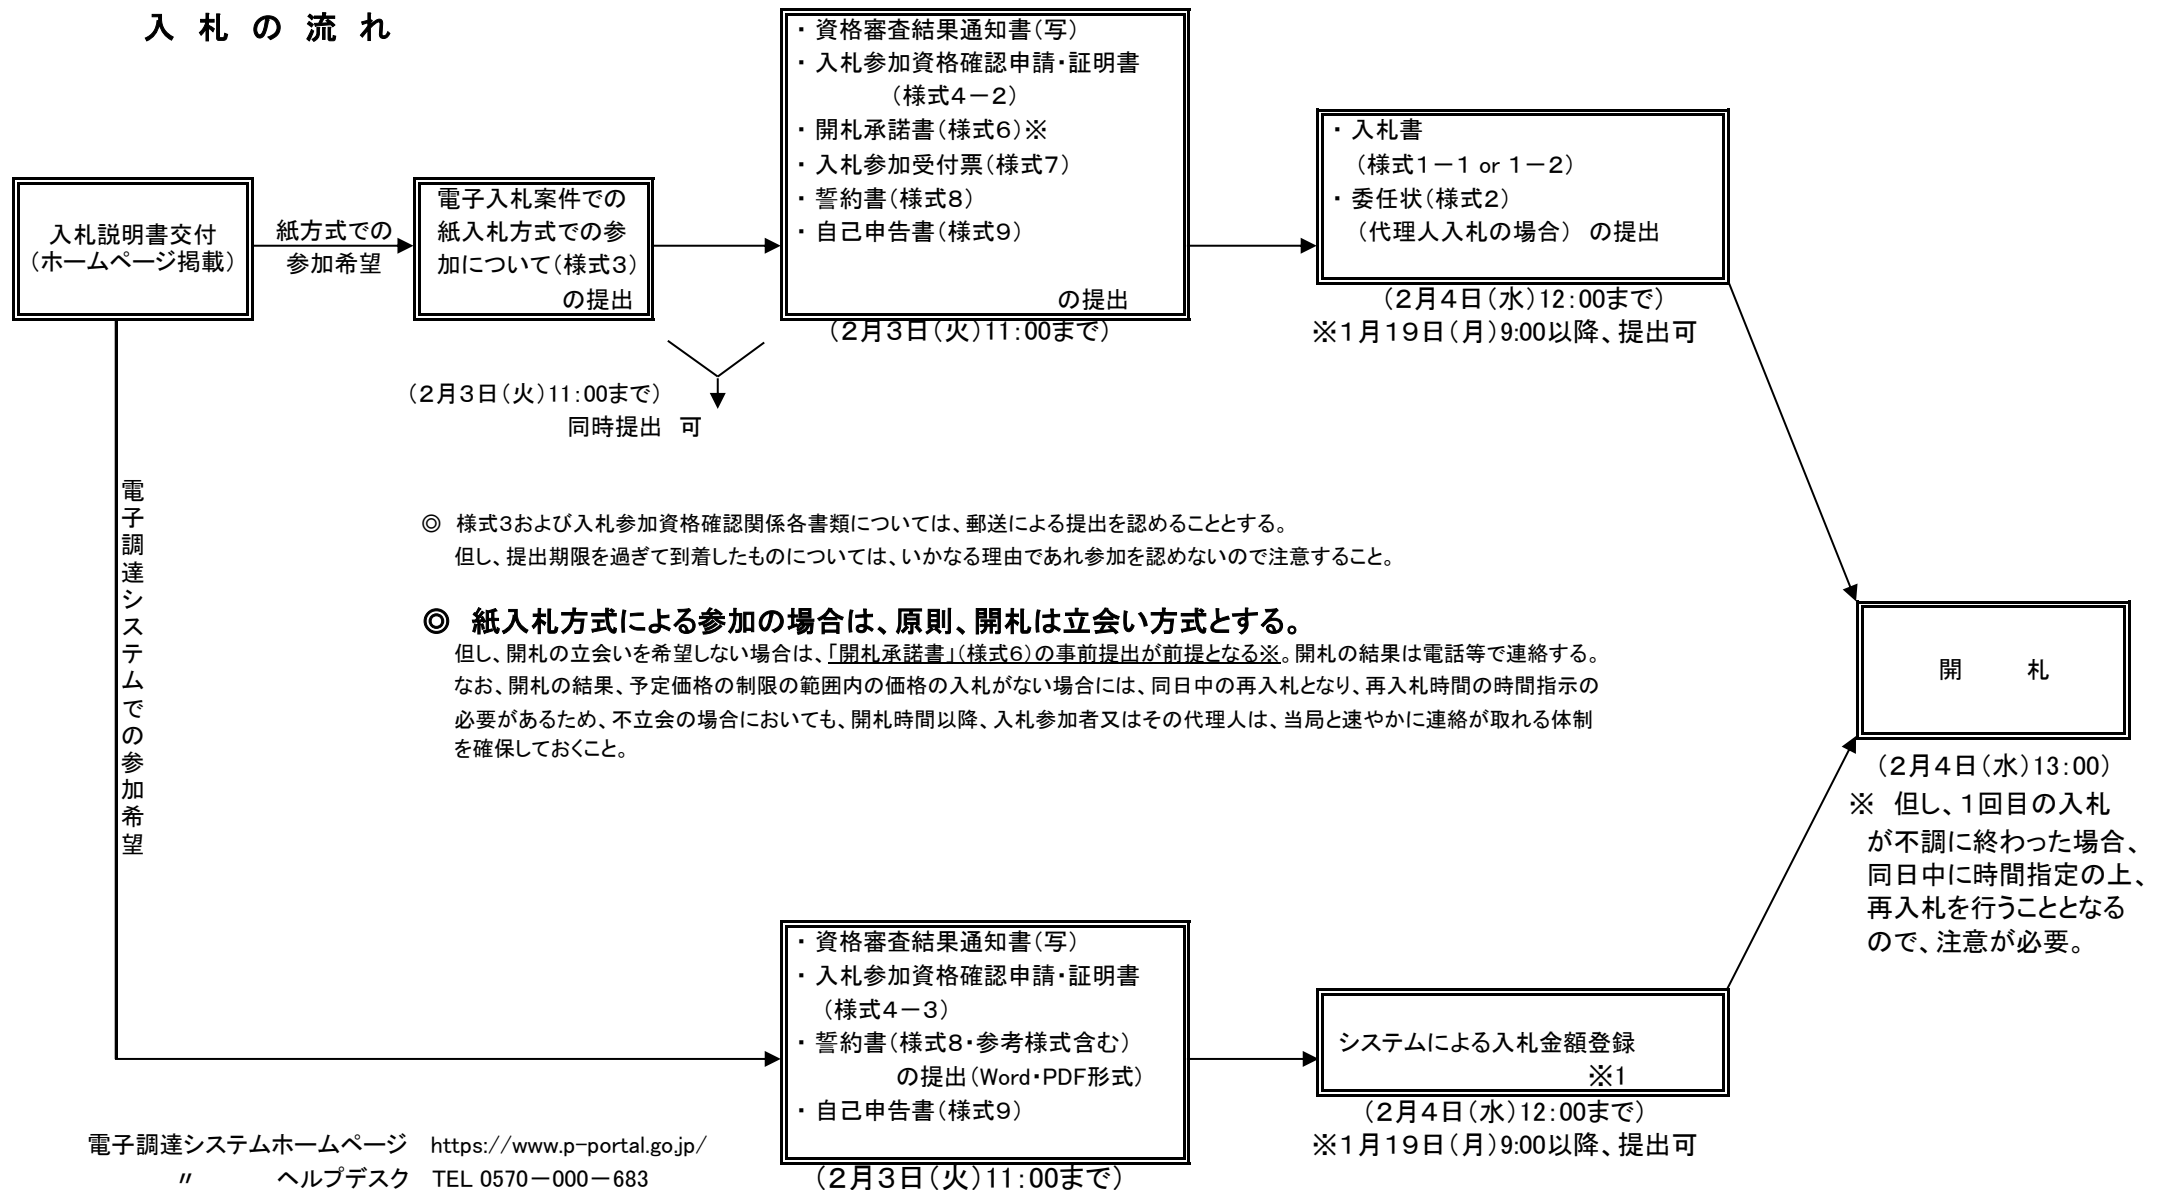 入 札 の 流 れ
入札説明書交付
（ホームページ掲載）
紙方式での
参加希望
電子入札案件での
紙入札方式での参
加について（様式３）
の提出
・ 資格審査結果通知書（写）
・ 入札参加資格確認申請・証明書
（様式４－２）
・ 開札承諾書（様式６）※
・ 入札参加受付票（様式７）
・ 誓約書（様式８）
・ 自己申告書（様式９）
の提出
（２月３日（火）11：00まで）
・ 入札書
（様式１－１ or １－２）
・ 委任状（様式２）
（代理人入札の場合） の提出
（２月４日（水）12：00まで）
※１月１９日（月）9:00以降、提出可
（２月３日（火）11：00まで）
同時提出 可
電子調達システムでの参加希望
◎ 様式３および入札参加資格確認関係各書類については、郵送による提出を認めることとする。
但し、提出期限を過ぎて到着したものについては、いかなる理由であれ参加を認めないので注意すること。
◎ 紙入札方式による参加の場合は、原則、開札は立会い方式とする。
但し、開札の立会いを希望しない場合は、「開札承諾書」（様式６）の事前提出が前提となる※。開札の結果は電話等で連絡する。
なお、開札の結果、予定価格の制限の範囲内の価格の入札がない場合には、同日中の再入札となり、再入札時間の時間指示の
必要があるため、不立会の場合においても、開札時間以降、入札参加者又はその代理人は、当局と速やかに連絡が取れる体制
を確保しておくこと。
開 札
（２月４日（水）13：00）
※ 但し、１回目の入札
が不調に終わった場合、
同日中に時間指定の上、
再入札を行うこととなる
ので、注意が必要。
・ 資格審査結果通知書（写）
・ 入札参加資格確認申請・証明書
（様式４－３）
・ 誓約書（様式８・参考様式含む）
の提出（Word・PDF形式）
・ 自己申告書（様式９）
（２月３日（火）11：00まで）
システムによる入札金額登録
※1
（２月４日（水）12：00まで）
※１月１９日（月）9:00以降、提出可
電子調達システムホームページ https://www.p-portal.go.jp/
〃 ヘルプデスク TEL 0570－000－683